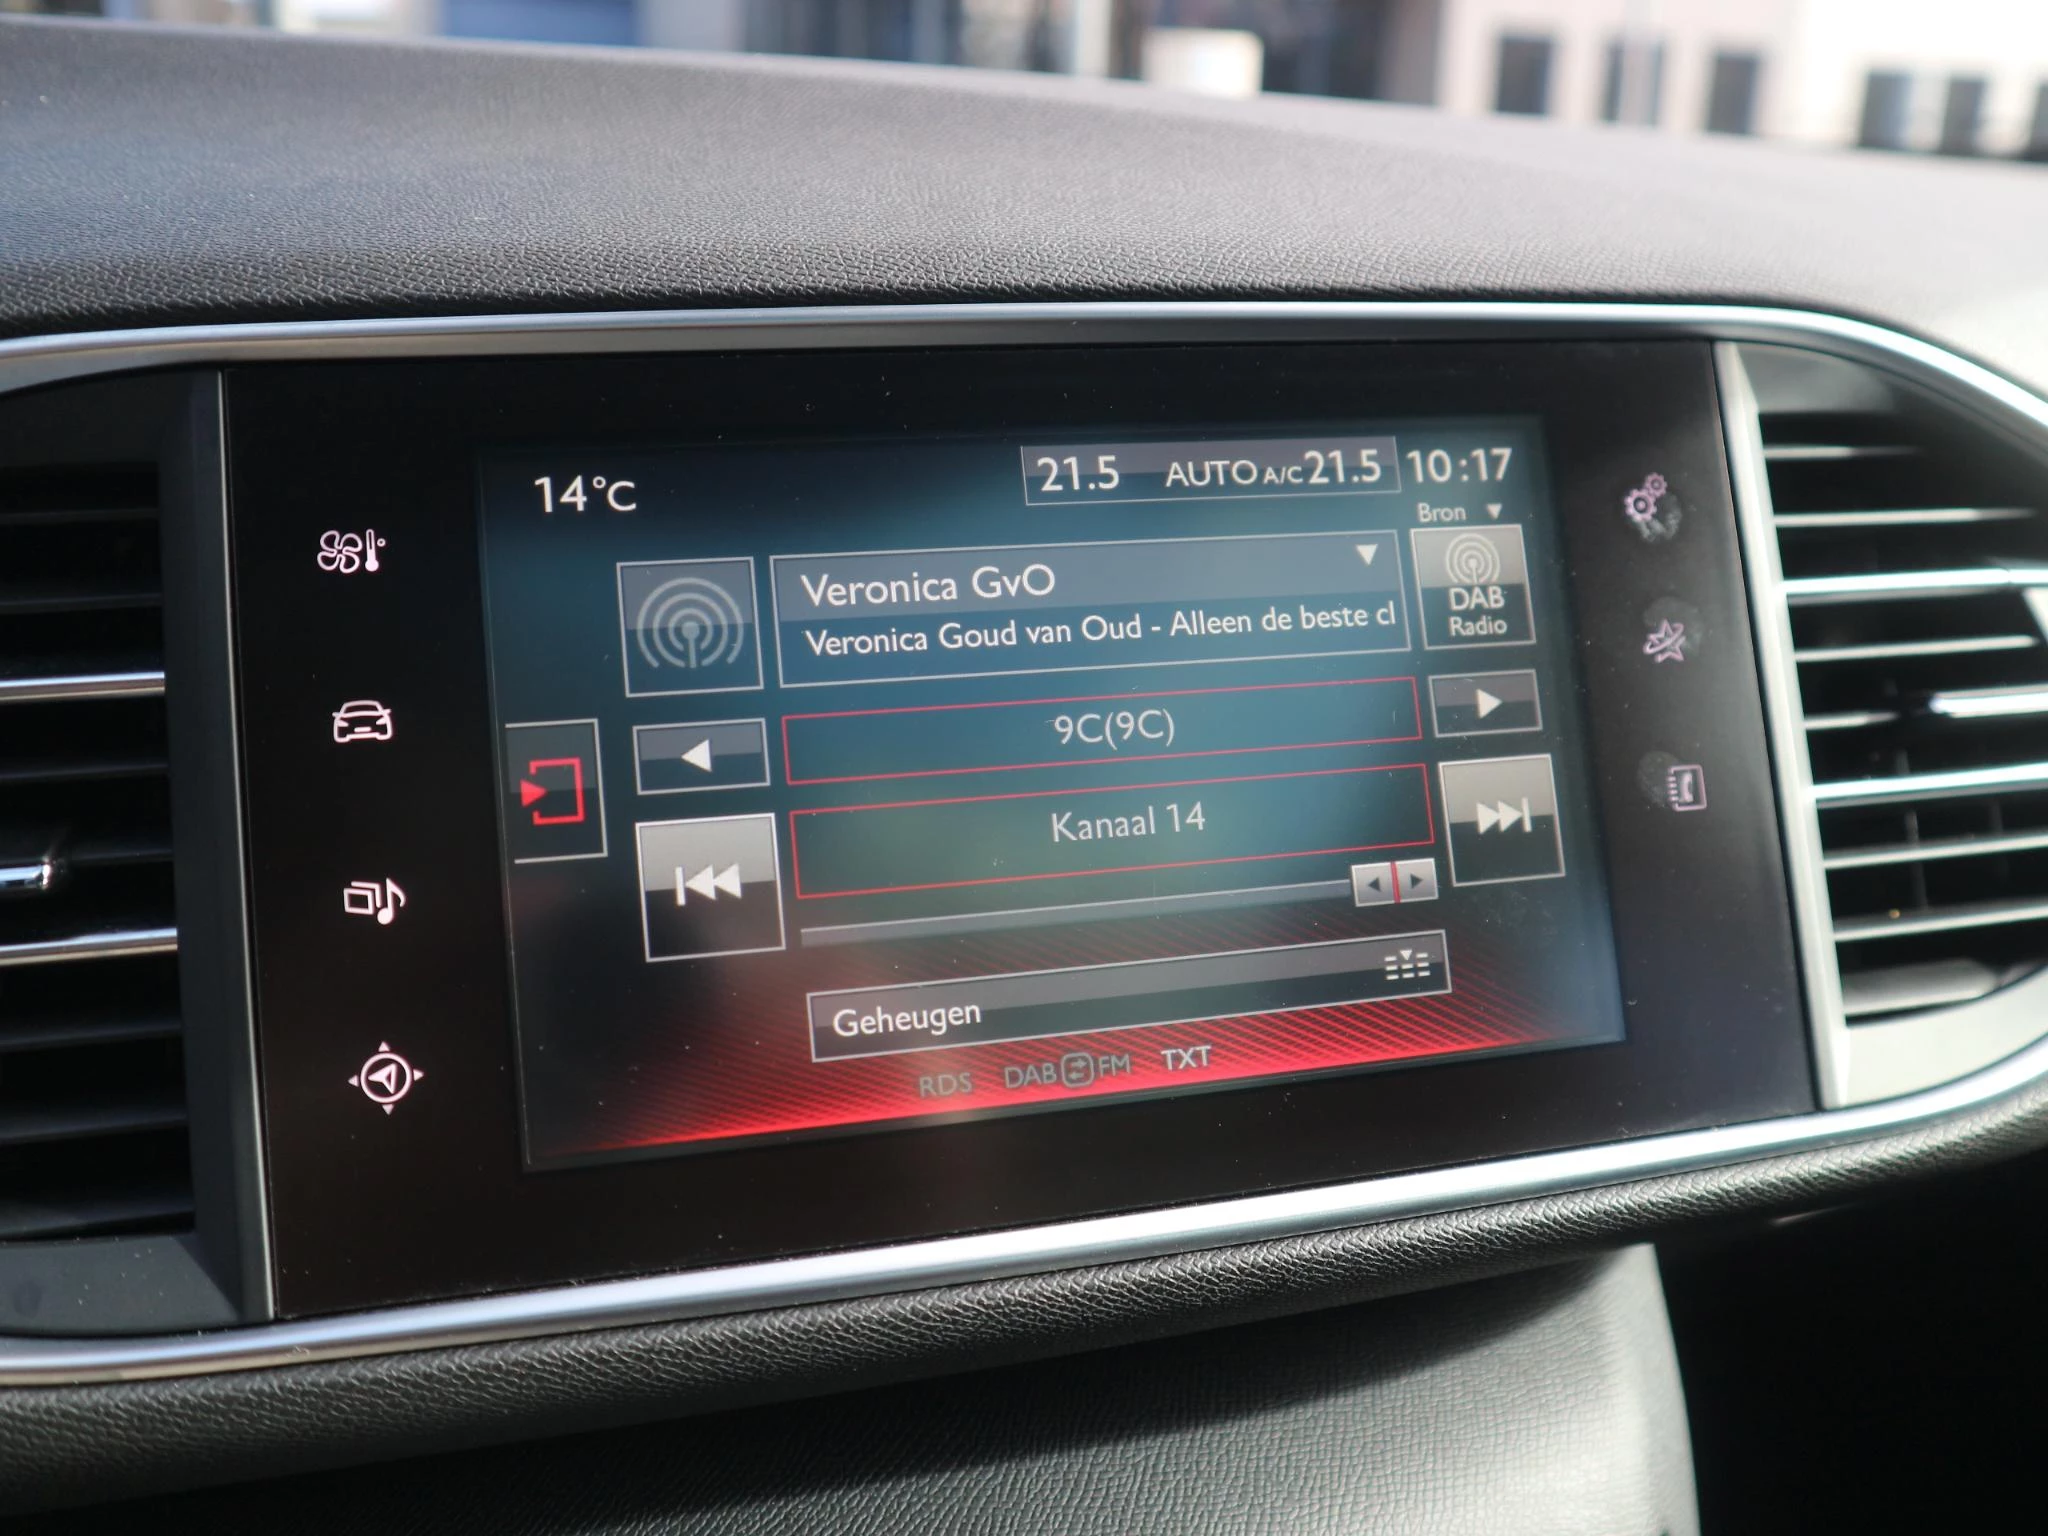 14°C
21.5 AUTO A/C 21.5 10:17
Bron
Veronica GvO
Veronica Goud van Oud - Alleen de beste cl
DAB
Radio
9C(9C)
Kanaal 14
Geheugen
RDS DAB FM TXT